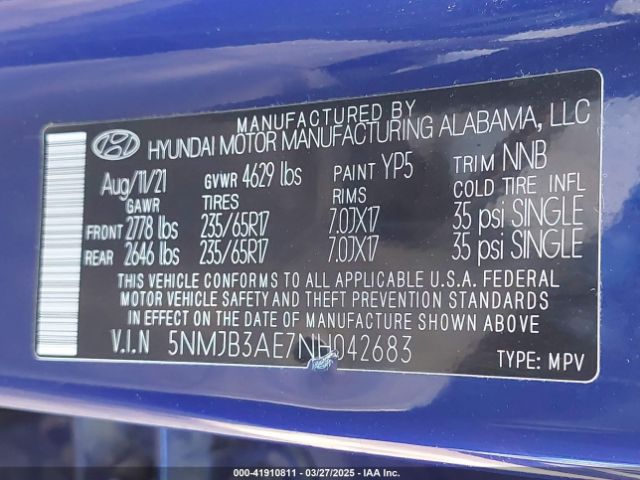 MANUFACTURED BY
HYUNDAI MOTOR MANUFACTURING ALABAMA, LLC
Aug/11/21 GVWR 4629 lbs PAINT YP5 TRIM NNB
GAWR TIRES RIMS COLD TIRE INFL
FRONT 2778 lbs 235/65R17 7.0JX17 35 psi SINGLE
REAR 2646 lbs 235/65R17 7.0JX17 35 psi SINGLE
THIS VEHICLE CONFORMS TO ALL APPLICABLE U.S.A. FEDERAL
MOTOR VEHICLE SAFETY AND THEFT PREVENTION STANDARDS
IN EFFECT ON THE DATE OF MANUFACTURE SHOWN ABOVE
V.I.N 5NMJB3AE7NH042683 TYPE: MPV
000-41910811 — 03/27/2025 — IAA Inc.